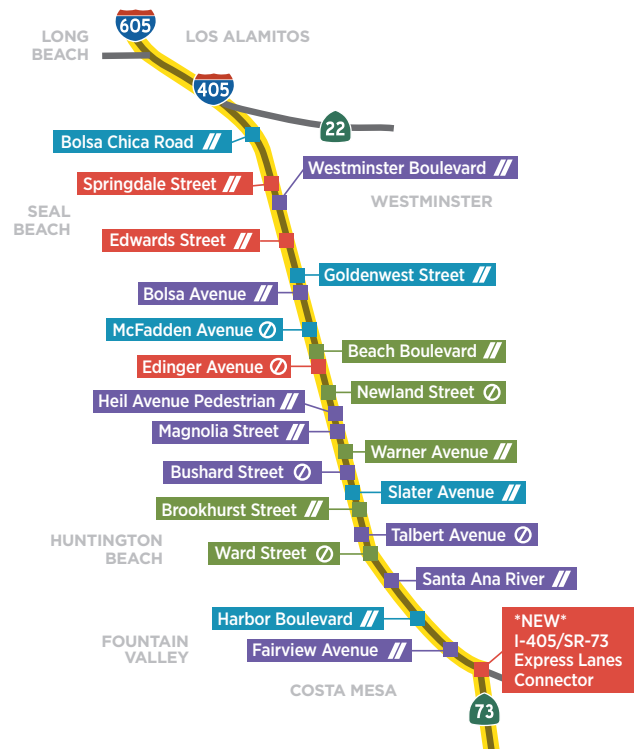 605
LONG
BEACH
LOS ALAMITOS
405
22
Bolsa Chica Road
Westminster Boulevard
Springdale Street
WESTMINSTER
SEAL
BEACH
Edwards Street
Goldenwest Street
Bolsa Avenue
McFadden Avenue
Beach Boulevard
Edinger Avenue
Newland Street
Heil Avenue Pedestrian
Magnolia Street
Warner Avenue
Bushard Street
Slater Avenue
Brookhurst Street
Talbert Avenue
HUNTINGTON
BEACH
Ward Street
Santa Ana River
Harbor Boulevard
*NEW*
I-405/SR-73
Express Lanes
Connector
FOUNTAIN
VALLEY
Fairview Avenue
COSTA MESA
73